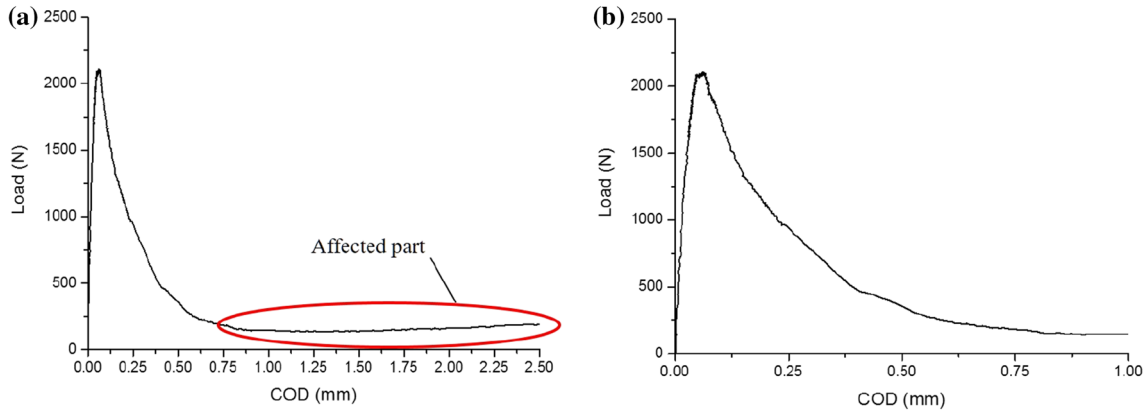 (a)
2500
2000
1500
1000
500
0
Load (N)
Affected part
0.00 0.25 0.50 0.75 1.00 1.25 1.50 1.75 2.00 2.25 2.50
COD (mm)
(b)
2500
2000
1500
1000
500
0
Load (N)
0.00 0.25 0.50 0.75 1.00
COD (mm)